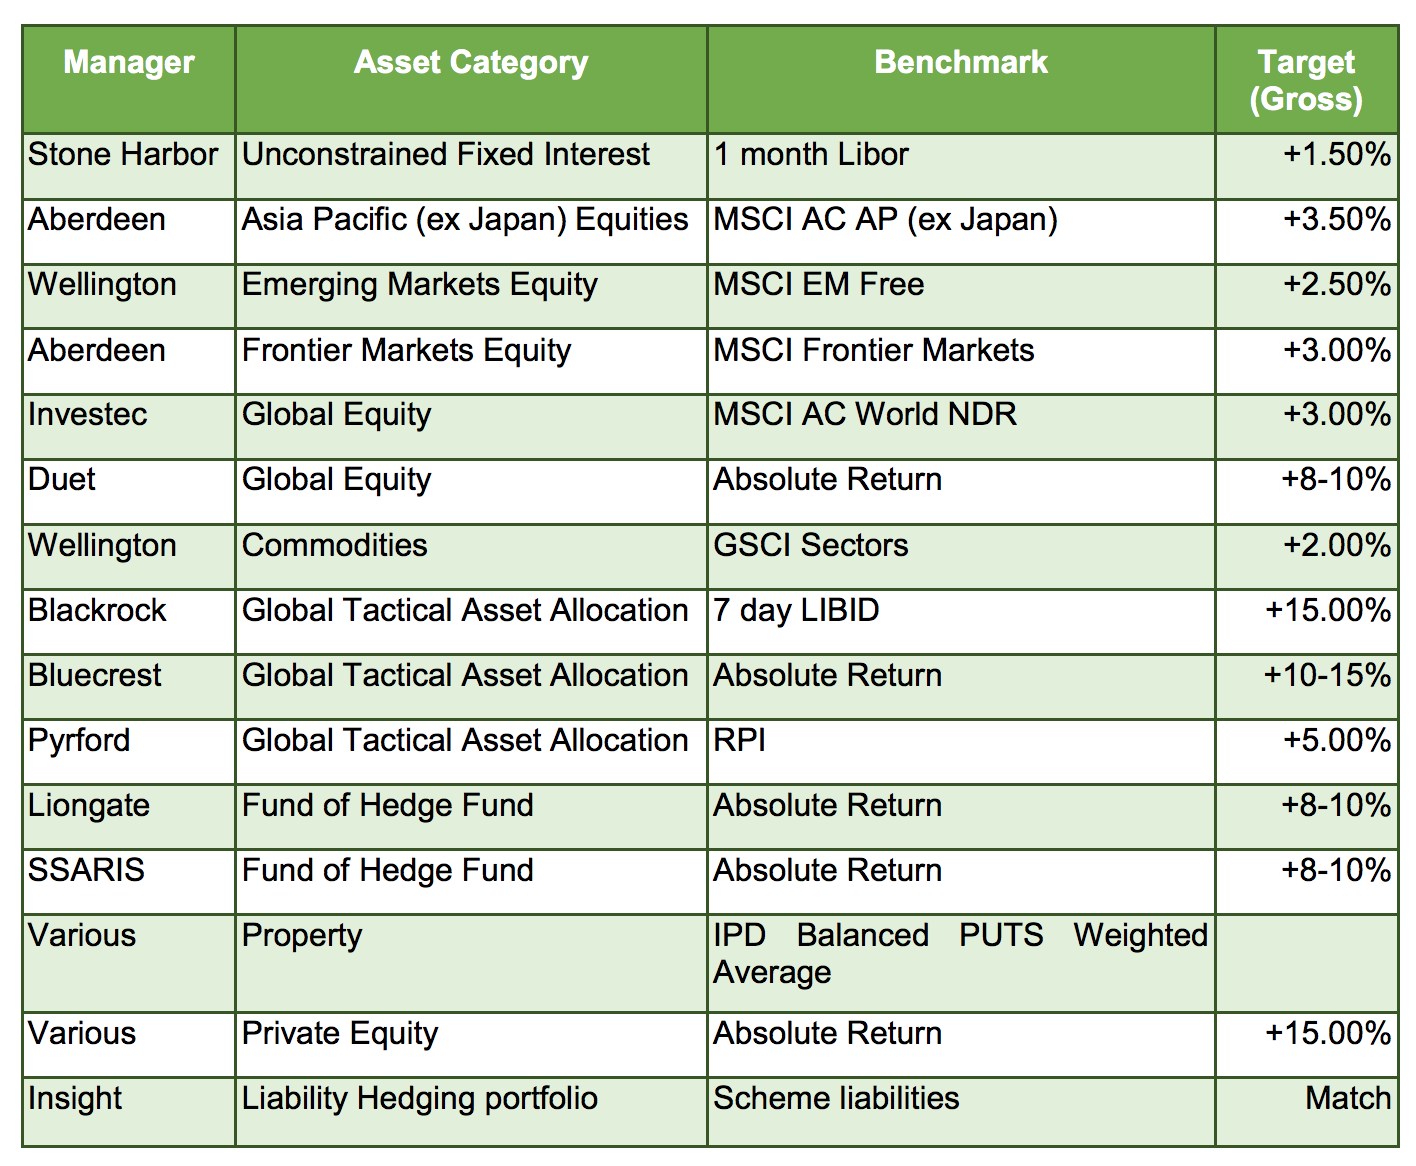 Manager Asset Category Benchmark Target
(Gross)
Stone Harbor Unconstrained Fixed Interest 1 month Libor +1.50%
Aberdeen Asia Pacific (ex Japan) Equities MSCI AC AP (ex Japan) +3.50%
Wellington Emerging Markets Equity MSCI EM Free +2.50%
Aberdeen Frontier Markets Equity MSCI Frontier Markets +3.00%
Investec Global Equity MSCI AC World NDR +3.00%
Duet Global Equity Absolute Return +8-10%
Wellington Commodities GSCI Sectors +2.00%
Blackrock Global Tactical Asset Allocation 7 day LIBID +15.00%
Bluecrest Global Tactical Asset Allocation Absolute Return +10-15%
Pyrford Global Tactical Asset Allocation RPI +5.00%
Liongate Fund of Hedge Fund Absolute Return +8-10%
SSARIS Fund of Hedge Fund Absolute Return +8-10%
Various Property IPD Balanced PUTS Weighted
Average
Various Private Equity Absolute Return +15.00%
Insight Liability Hedging portfolio Scheme liabilities Match